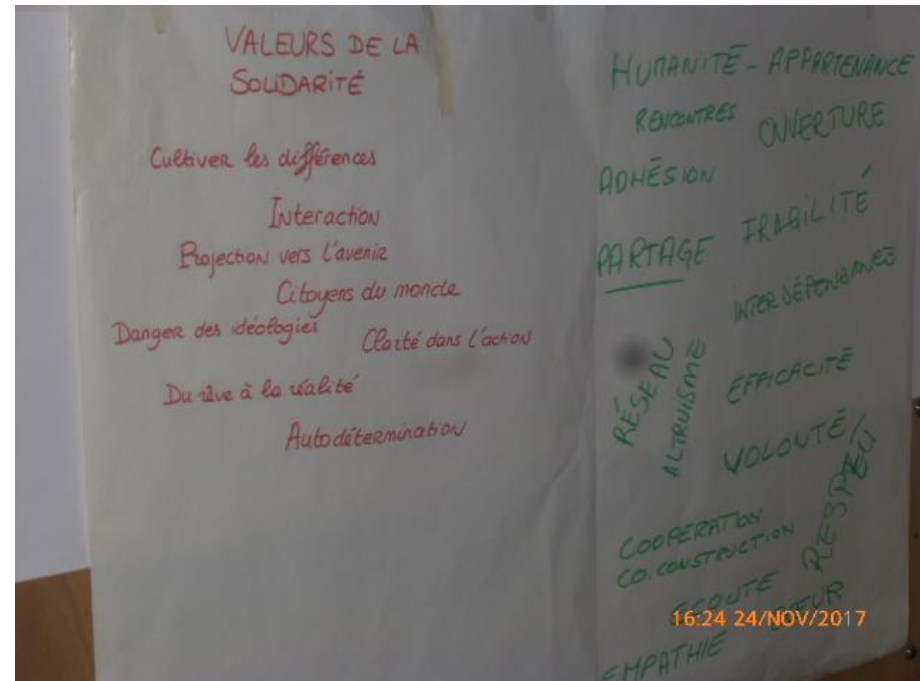 VALEURS DE LA
SOLIDARITÉ
Cultiver les différences
Interaction
Projection vers l'avenir
Citoyens du monde
Danger des idéologies
Clarté dans l'action
Du rêve à la réalité
Autodétermination
HUMANITÉ - APPARTENANCE
RENCONTRES
OUVERTURE
ADHÉSION
FRAGILITÉ
PARTAGE
INTERDÉPENDANCE
RÉSEAU
ALTRUISME
EFFICACITÉ
VOLONTÉ
RESPECT
COOPÉRATION
CO.CONSTRUCTION
ECOUTE
CŒUR
EMPATHIE
16:24 24/NOV/2017